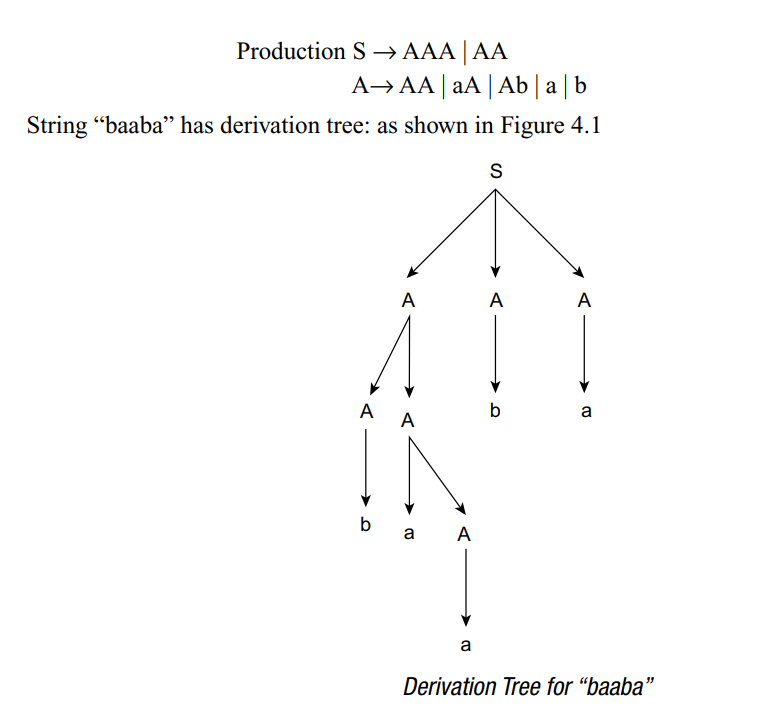 Production S → AAA | AA
A→ AA | aA | Ab | a | b
String “baaba” has derivation tree: as shown in Figure 4.1
S
A A A
A A b a
b a A
a
Derivation Tree for “baaba”